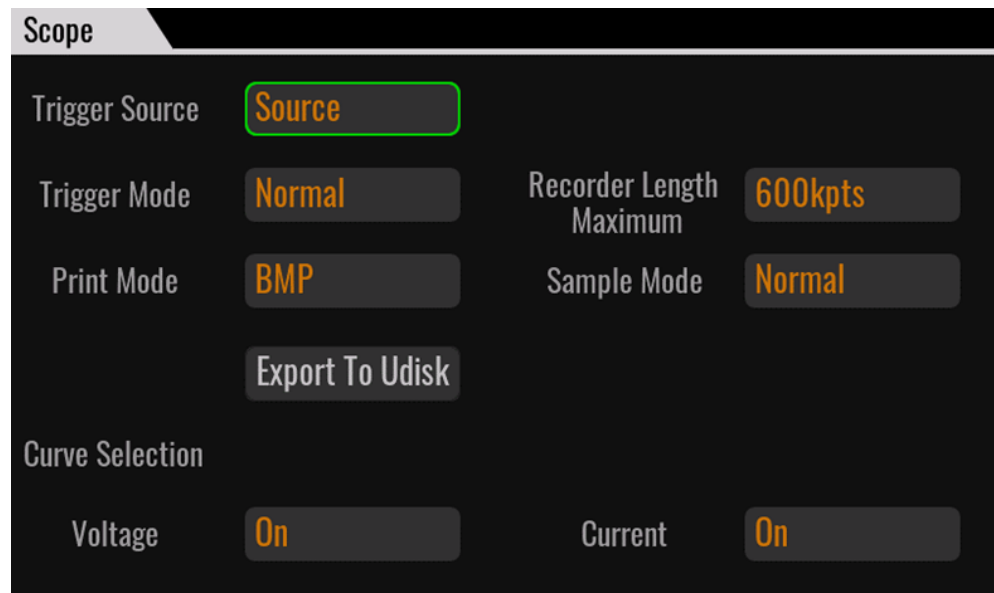 Scope
Trigger Source Source
Trigger Mode Normal Recorder Length
Maximum 600kpts
Print Mode BMP Sample Mode Normal
Export To Udisk
Curve Selection
Voltage On Current On